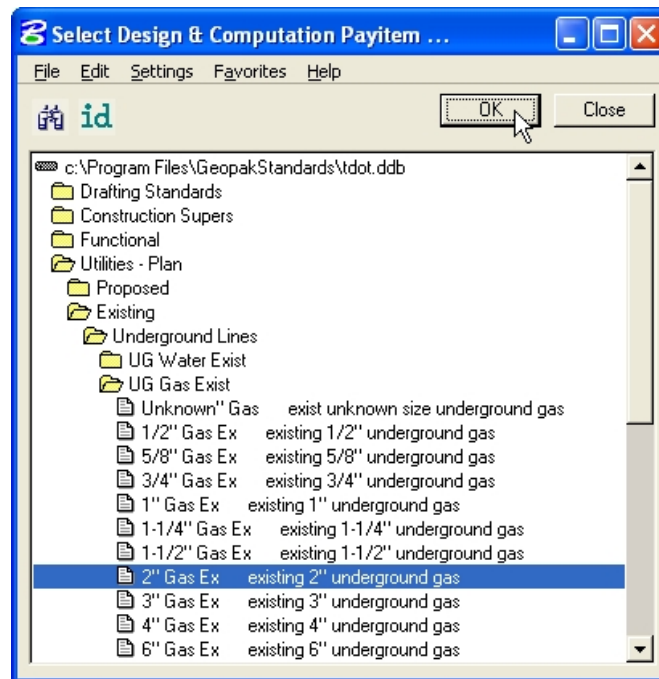 Select Design & Computation Payitem ...
File Edit Settings Favorites Help
id OK Close
c:\Program Files\GeopakStandards\tdot.ddb
Drafting Standards
Construction Supers
Functional
Utilities - Plan
Proposed
Existing
Underground Lines
UG Water Exist
UG Gas Exist
Unknown" Gas exist unknown size underground gas
1/2" Gas Ex existing 1/2" underground gas
5/8" Gas Ex existing 5/8" underground gas
3/4" Gas Ex existing 3/4" underground gas
1" Gas Ex existing 1" underground gas
1-1/4" Gas Ex existing 1-1/4" underground gas
1-1/2" Gas Ex existing 1-1/2" underground gas
2" Gas Ex existing 2" underground gas
3" Gas Ex existing 3" underground gas
4" Gas Ex existing 4" underground gas
6" Gas Ex existing 6" underground gas